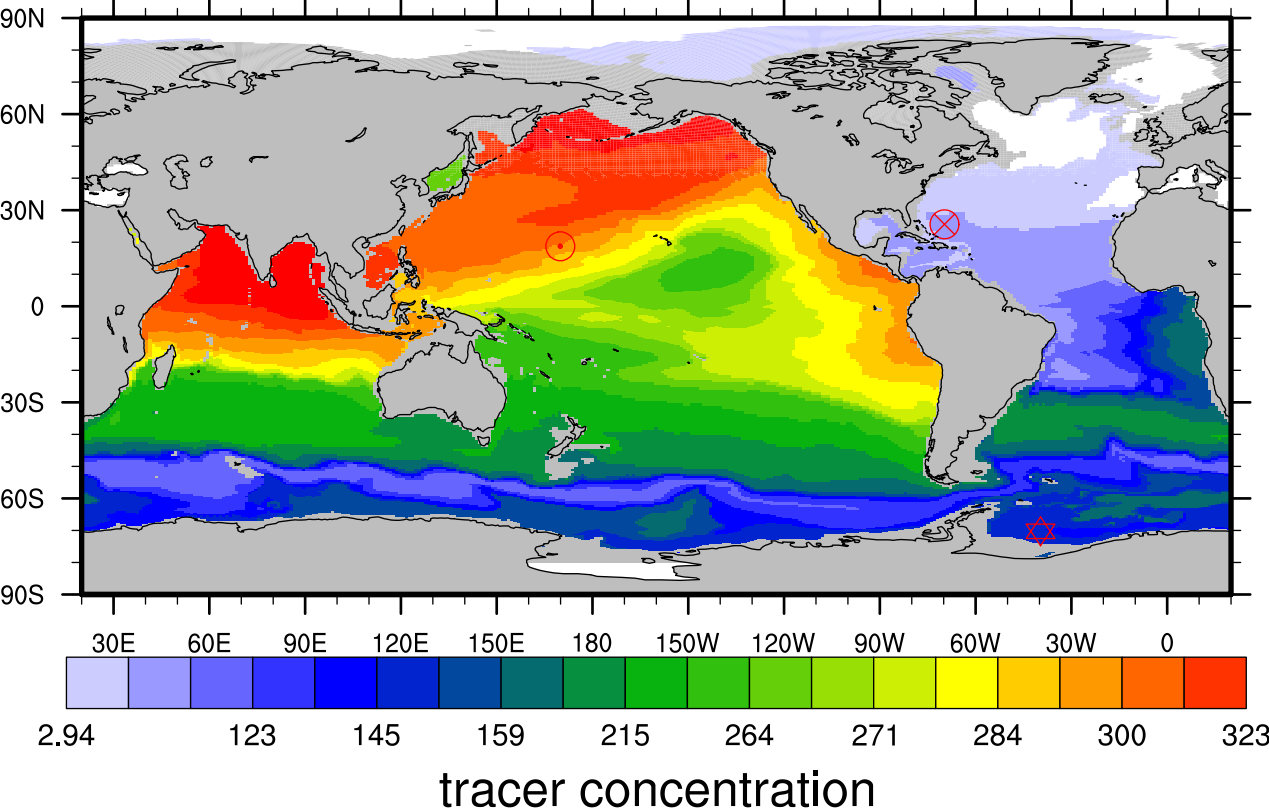 90N
60N
30N
0
30S
60S
90S
30E 60E 90E 120E 150E 180 150W 120W 90W 60W 30W 0
2.94 123 145 159 215 264 271 284 300 323
tracer concentration